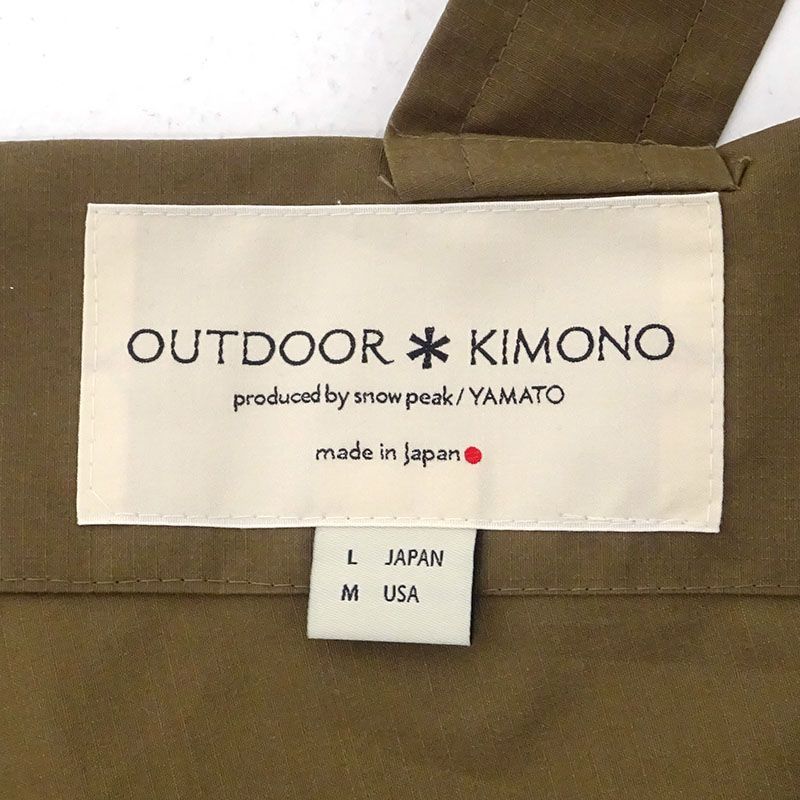 OUTDOOR * KIMONO
produced by snow peak/YAMATO
made in Japan
L JAPAN
M USA